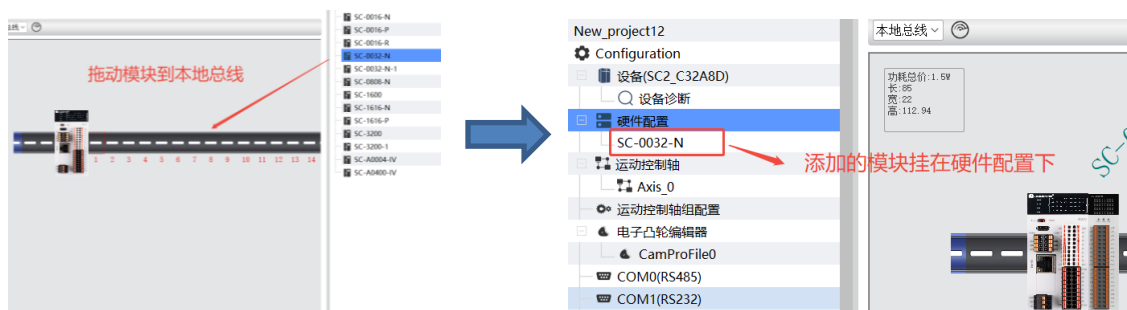 SC-0016-N
SC-0016-P
SC-0016-R
SC-0032-N
SC-0032-N-1
SC-0808-N
SC-1600
SC-1616-N
SC-1616-P
SC-3200
SC-3200-1
SC-A0004-IV
SC-A0400-IV
拖动模块到本地总线
1 2 3 4 5 6 7 8 9 10 11 12 13 14
New_project12
Configuration
设备(SC2_C32A8D)
设备诊断
硬件配置
SC-0032-N
运动控制轴
Axis_0
运动控制轴组配置
电子凸轮编辑器
CamProFile0
COM0(RS485)
COM1(RS232)
本地总线
功耗总价:1.5W
长:85
宽:22
高:112.94
添加的模块挂在硬件配置下